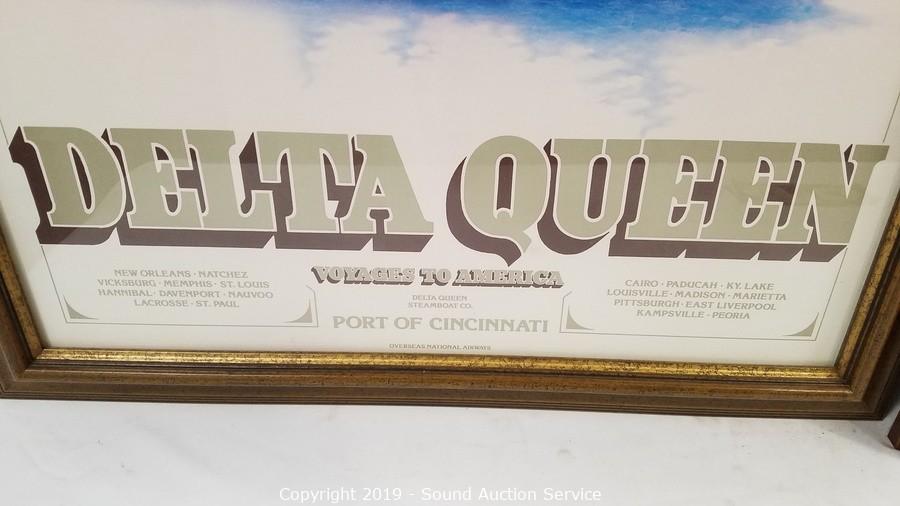 DELTA QUEEN
VOYAGES TO AMERICA
NEW ORLEANS · NATCHEZ
VICKSBURG · MEMPHIS · ST. LOUIS
HANNIBAL · DAVENPORT · NAUVOO
LACROSSE · ST. PAUL
DELTA QUEEN
STEAMBOAT CO.
PORT OF CINCINNATI
OVERSEAS NATIONAL AIRWAYS
CAIRO · PADUCAH · KY. LAKE
LOUISVILLE · MADISON · MARIETTA
PITTSBURGH · EAST LIVERPOOL
KAMPSVILLE · PEORIA
Copyright 2019 - Sound Auction Service